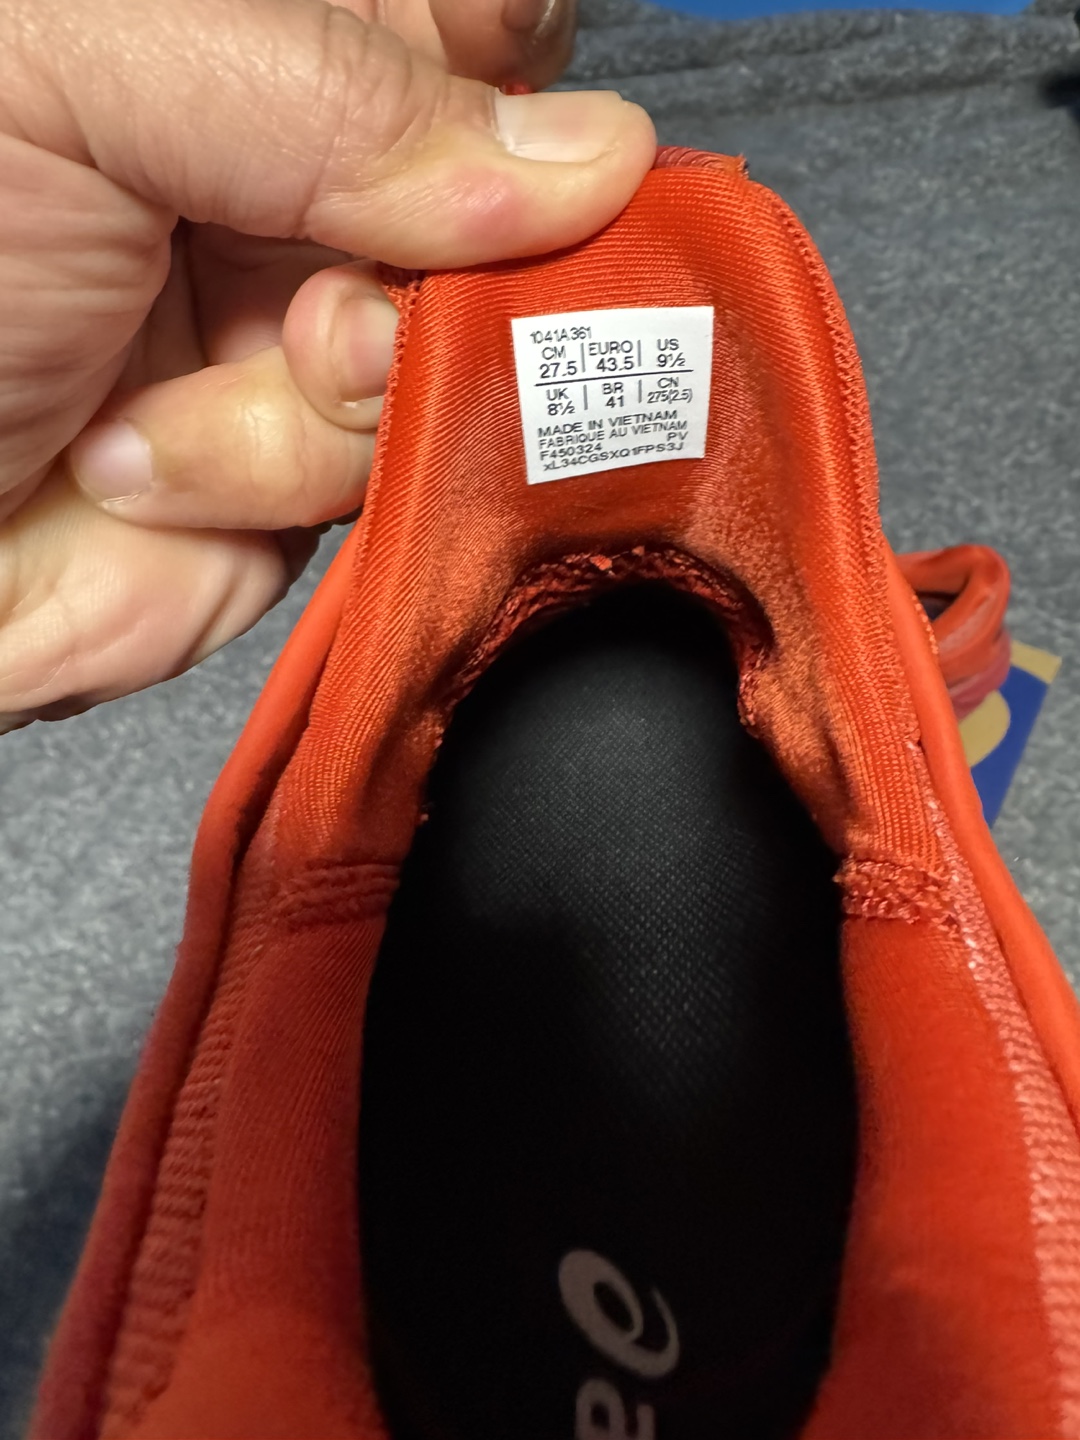 1041A361
CM | EURO | US
27.5 | 43.5 | 9½
UK | BR | CN
8½ | 41 | 275(2.5)
MADE IN VIETNAM
FABRIQUE AU VIETNAM
F450324 PV
xL34CGSXQ1FPS3J
a